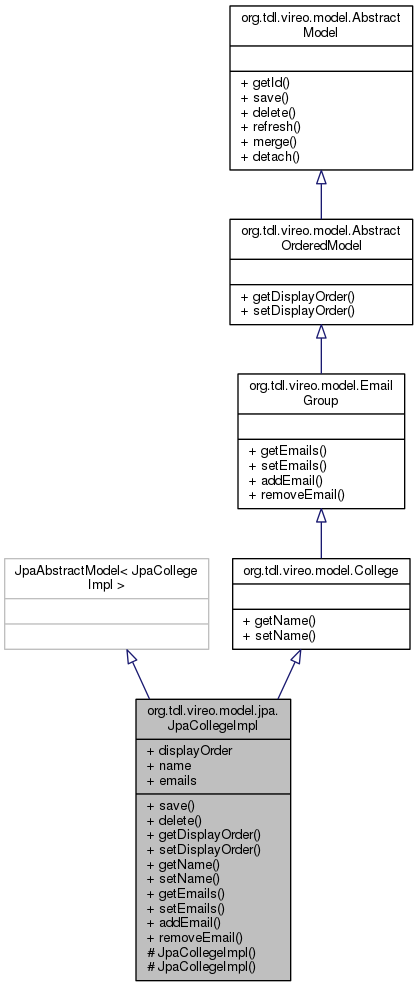 org.tdl.vireo.model.Abstract
Model
+ getId()
+ save()
+ delete()
+ refresh()
+ merge()
+ detach()
org.tdl.vireo.model.Abstract
OrderedModel
+ getDisplayOrder()
+ setDisplayOrder()
org.tdl.vireo.model.Email
Group
+ getEmails()
+ setEmails()
+ addEmail()
+ removeEmail()
JpaAbstractModel< JpaCollege
Impl >
org.tdl.vireo.model.College
+ getName()
+ setName()
org.tdl.vireo.model.jpa.
JpaCollegeImpl
+ displayOrder
+ name
+ emails
+ save()
+ delete()
+ getDisplayOrder()
+ setDisplayOrder()
+ getName()
+ setName()
+ getEmails()
+ setEmails()
+ addEmail()
+ removeEmail()
# JpaCollegeImpl()
# JpaCollegeImpl()